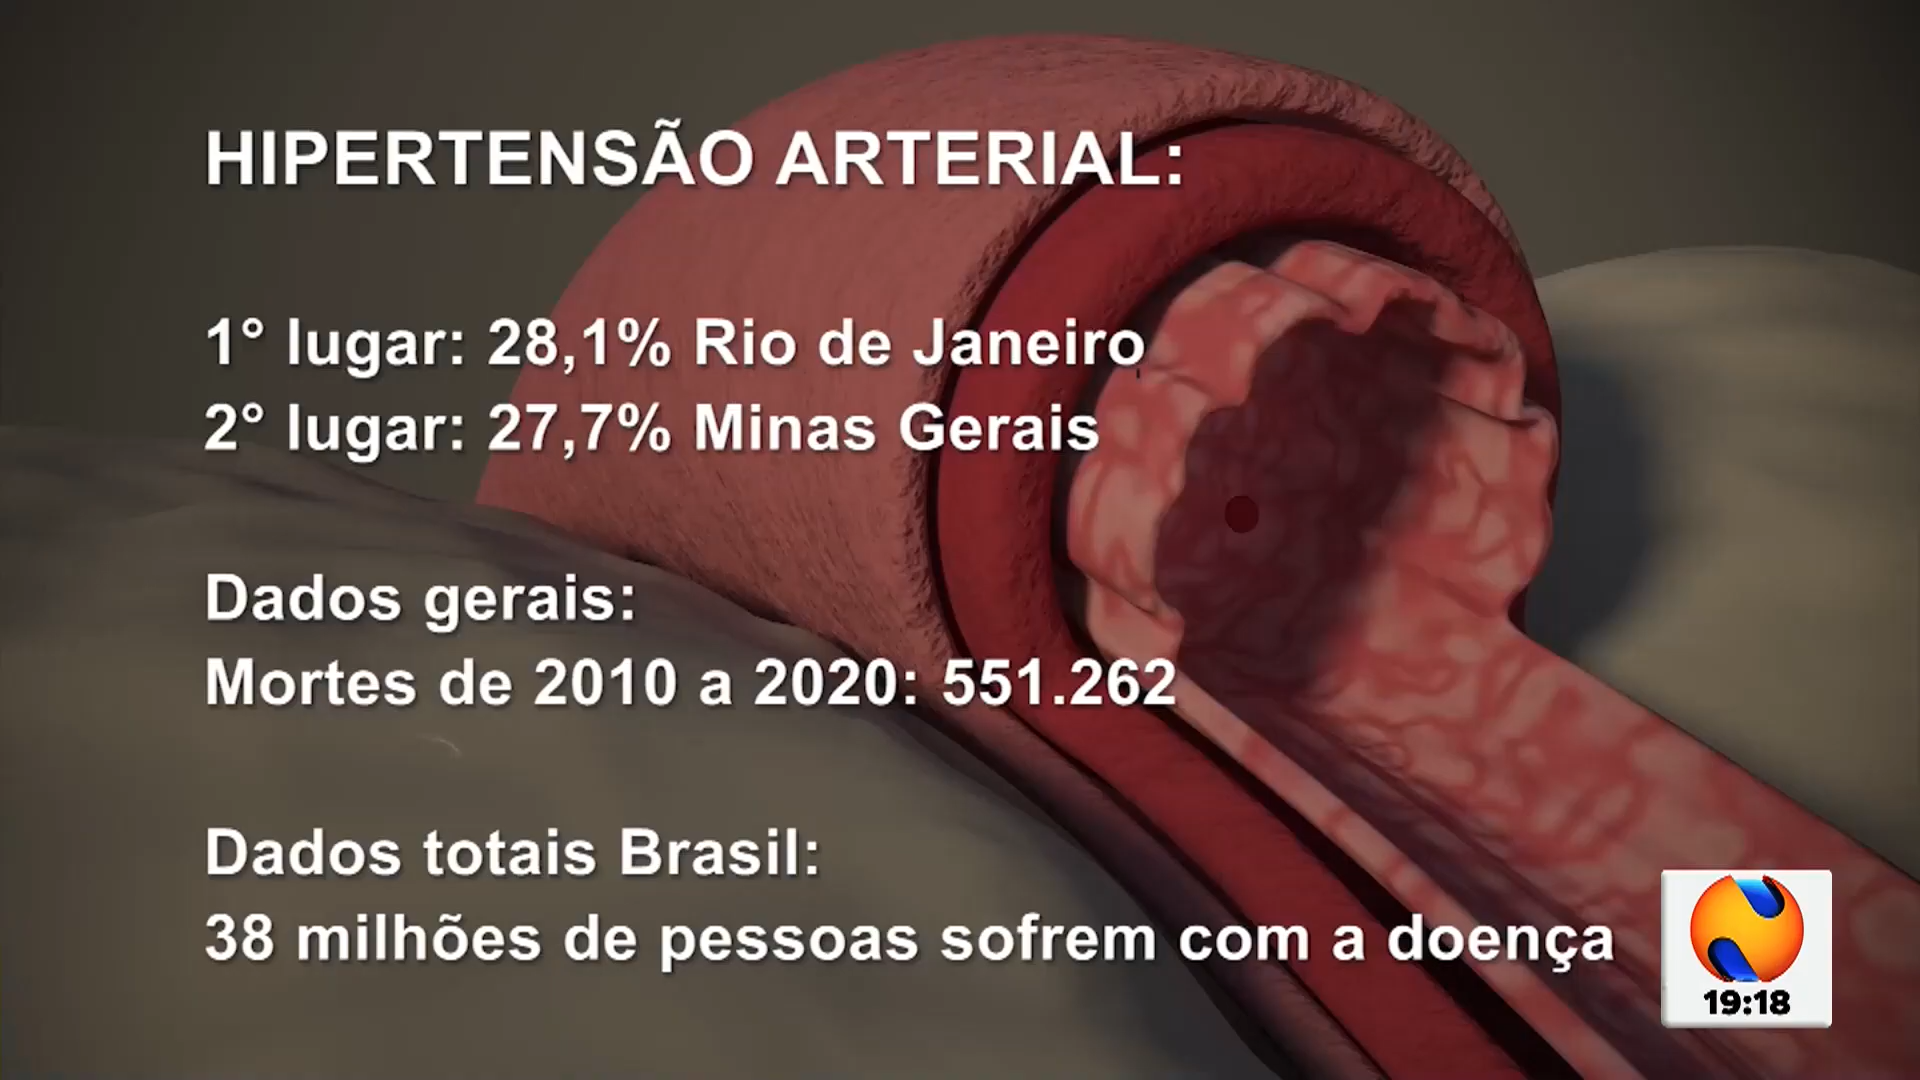 HIPERTENSÃO ARTERIAL:
1° lugar: 28,1% Rio de Janeiro
2° lugar: 27,7% Minas Gerais
Dados gerais:
Mortes de 2010 a 2020: 551.262
Dados totais Brasil:
38 milhões de pessoas sofrem com a doença
19:18